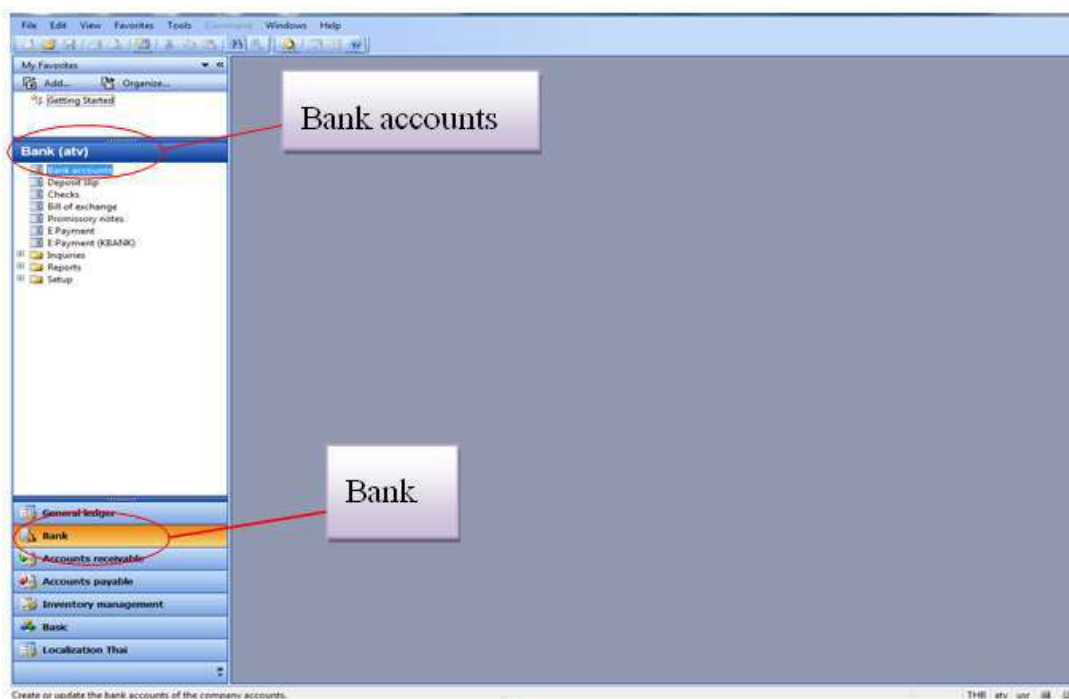 File Edit View Favorites Tools Command Windows Help
My Favorites
Add... Organize...
Getting Started
Bank accounts
Bank (atv)
Bank accounts
Deposit slip
Checks
Bill of exchange
Promissory notes
E Payment
E Payment (KBANK)
Inquiries
Reports
Setup
Bank
General ledger
Bank
Accounts receivable
Accounts payable
Inventory management
Basic
Localization Thai
Create or update the bank accounts of the company accounts.
THB atv usr